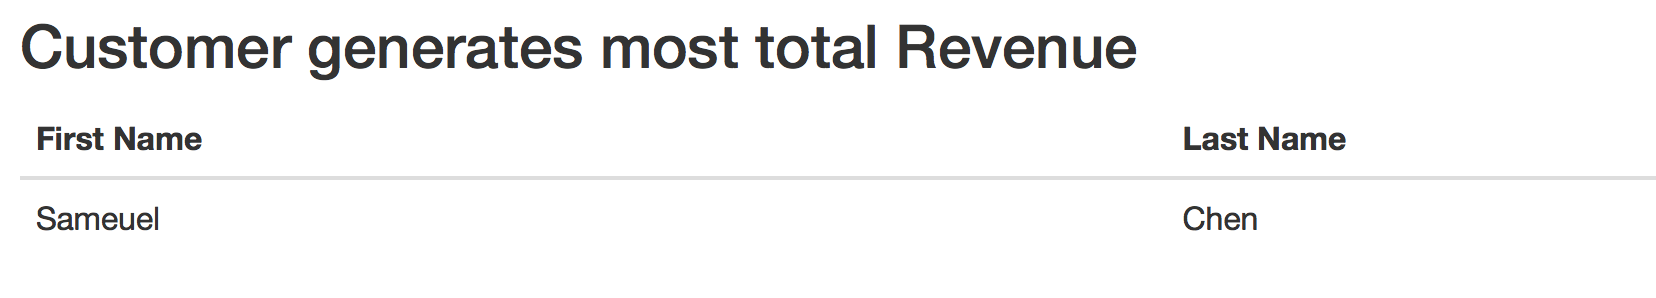 Customer generates most total Revenue
First Name Last Name
Sameuel Chen